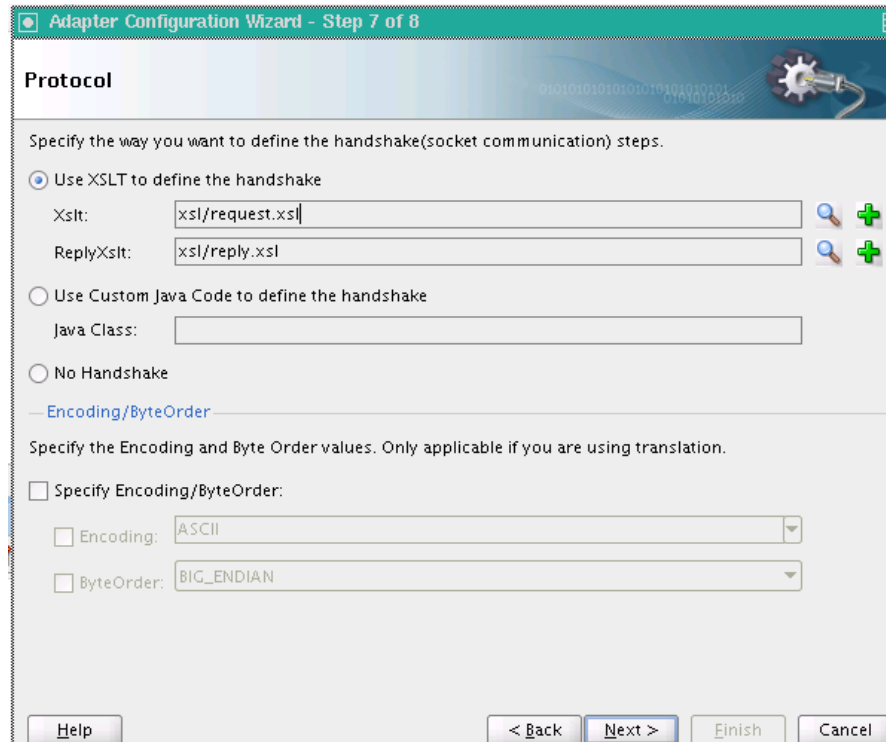 Adapter Configuration Wizard - Step 7 of 8
Protocol
Specify the way you want to define the handshake(socket communication) steps.
Use XSLT to define the handshake
Xslt: xsl/request.xsl
ReplyXslt: xsl/reply.xsl
Use Custom Java Code to define the handshake
Java Class:
No Handshake
Encoding/ByteOrder
Specify the Encoding and Byte Order values. Only applicable if you are using translation.
Specify Encoding/ByteOrder:
Encoding: ASCII
ByteOrder: BIG_ENDIAN
Help < Back Next > Finish Cancel